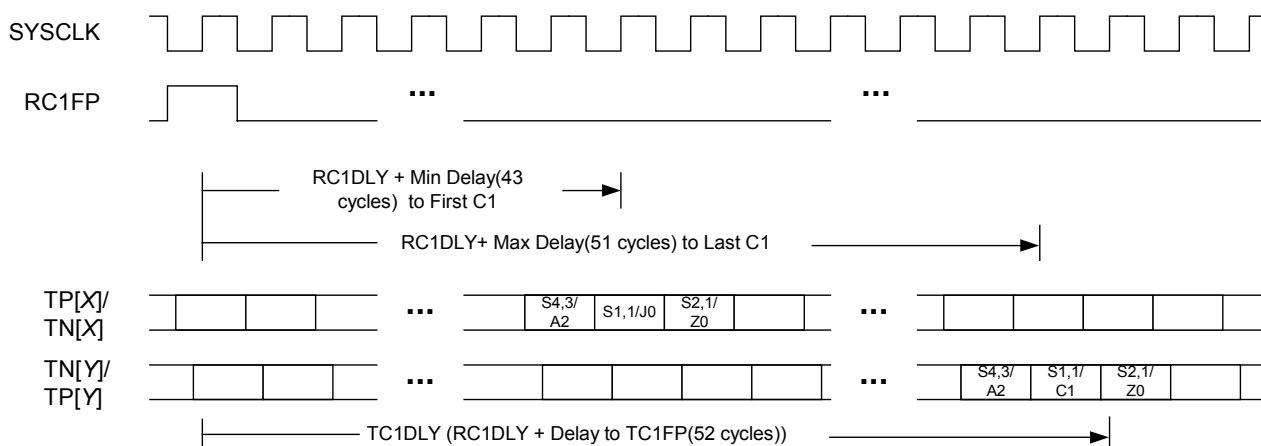 SYSCLK
RC1FP
...
...
RC1DLY + Min Delay(43
cycles) to First C1
RC1DLY+ Max Delay(51 cycles) to Last C1
TP[X]/
TN[X]
...
S4,3/
A2
S1,1/J0
S2,1/
Z0
...
TN[Y]/
TP[Y]
...
...
S4,3/
A2
S1,1/
C1
S2,1/
Z0
TC1DLY (RC1DLY + Delay to TC1FP(52 cycles))